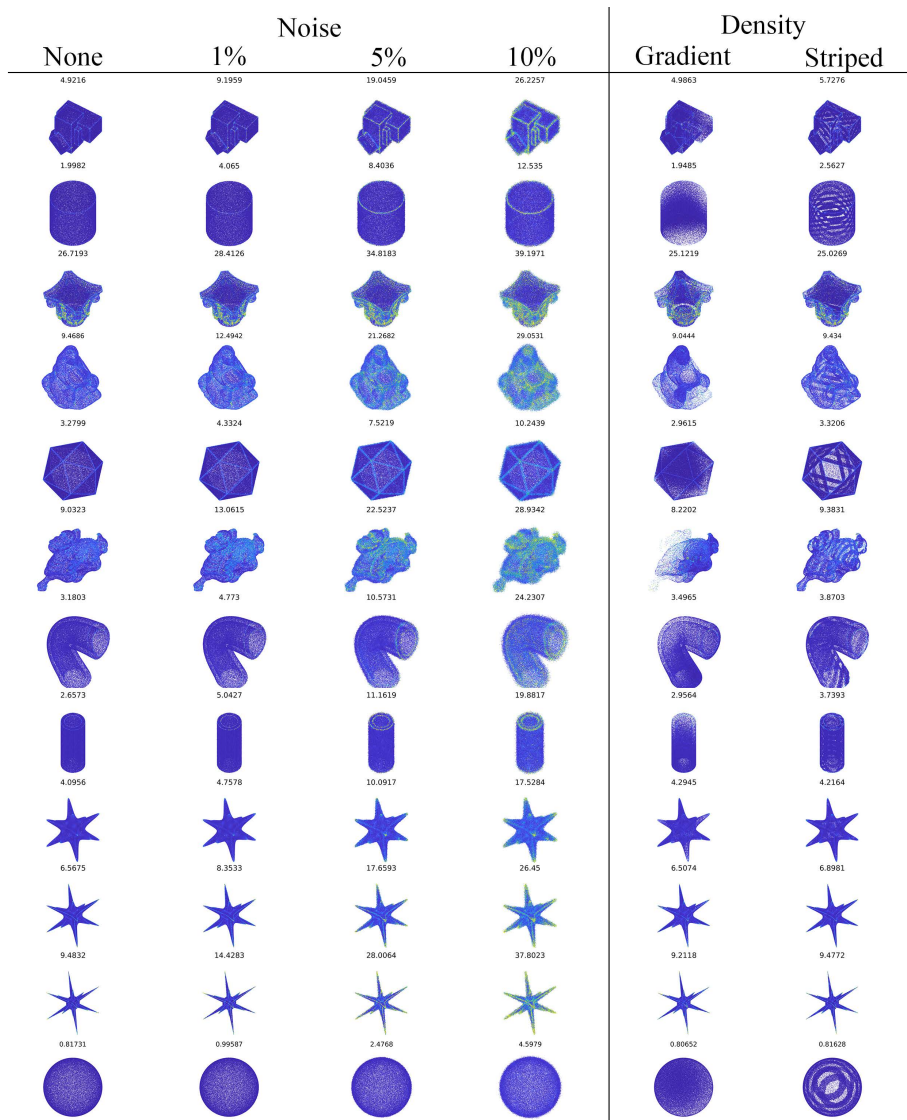 Noise Density
None 1% 5% 10% Gradient Striped
4.9216 9.1959 19.0459 26.2257 4.9863 5.7276
1.9982 4.065 8.4036 12.535 1.9485 2.5627
26.7193 28.4126 34.8183 39.1971 25.1219 25.0269
9.4686 12.4942 21.2682 29.0531 9.0444 9.434
3.2799 4.3324 7.5219 10.2439 2.9615 3.3206
9.0323 13.0615 22.5237 28.9342 8.2202 9.3831
3.1803 4.773 10.5731 24.2307 3.4965 3.8703
2.6573 5.0427 11.1619 19.8817 2.9564 3.7393
4.0956 4.7578 10.0917 17.5284 4.2945 4.2164
6.5675 8.3533 17.6593 26.45 6.5074 6.8981
9.4832 14.4283 28.0064 37.8023 9.2118 9.4772
0.81731 0.99587 2.4768 4.5979 0.80652 0.81628